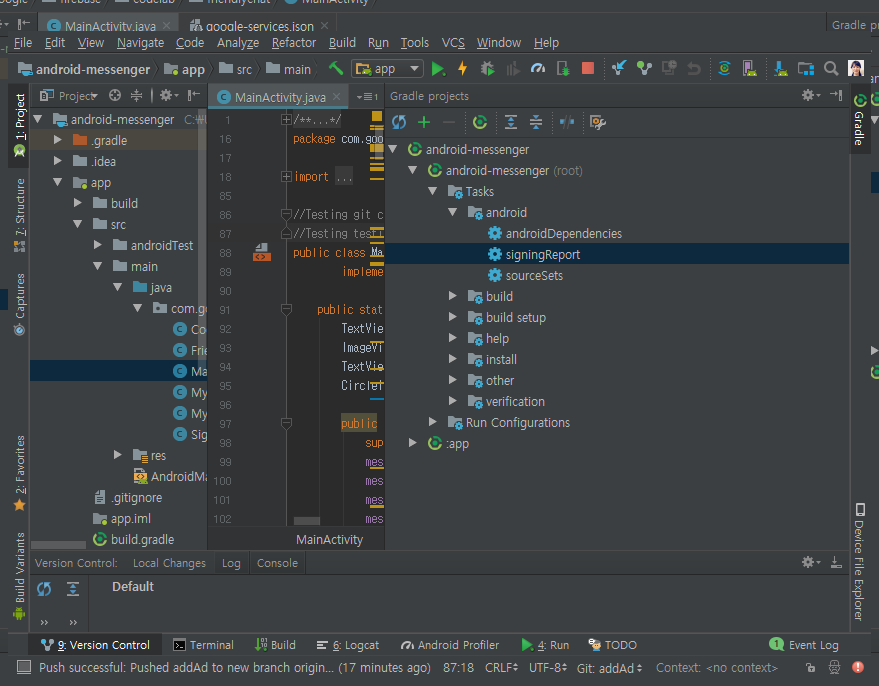 firebase
codelab
friendlychat
MainActivity
MainActivity.java
google-services.json
Gradle pr
File Edit View Navigate Code Analyze Refactor Build Run Tools VCS Window Help
android-messenger app src main app
1: Project
Project
MainActivity.java
1
Gradle projects
Gradle
android-messenger
.gradle
.idea
app
build
src
androidTest
main
java
com.go
Co
Frie
Ma
My
My
Sig
res
AndroidMa
.gitignore
app.iml
build.gradle
7: Structure
Captures
2: Favorites
Build Variants
1 /**...*/
16 package com.goo
17
18 import ...
85
86 //Testing git c
87 //Testing testi
88 public class Ma
89 impleme
90
91 public stat
92 TextVie
93 ImageVi
94 TextVie
95 Circlel
96
97 public
98 sup
99 mes
100 mes
101 mes
102 mes
MainActivity
android-messenger
android-messenger (root)
Tasks
android
androidDependencies
signingReport
sourceSets
build
build setup
help
install
other
verification
Run Configurations
:app
Device File Explorer
Version Control: Local Changes Log Console
Default
9: Version Control Terminal Build 6: Logcat Android Profiler 4: Run TODO 1 Event Log
Push successful: Pushed addAd to new branch origin... (17 minutes ago) 87:18 CRLF UTF-8 Git: addAd Context: <no context>